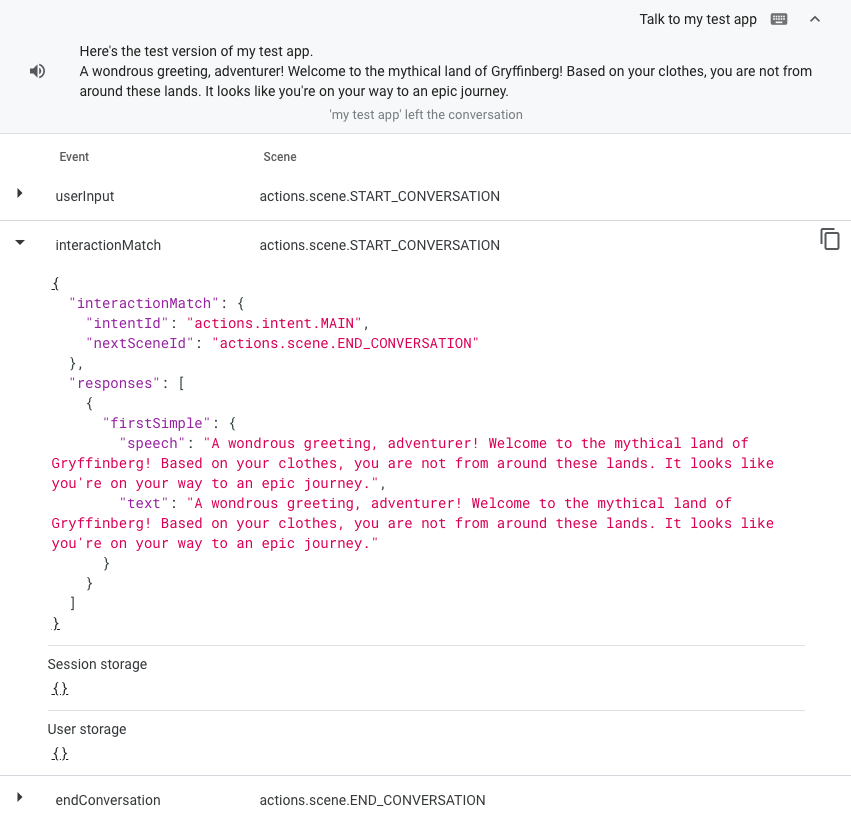 Talk to my test app
Here's the test version of my test app.
A wondrous greeting, adventurer! Welcome to the mythical land of Gryffinberg! Based on your clothes, you are not from
around these lands. It looks like you're on your way to an epic journey.
'my test app' left the conversation
Event Scene
userInput actions.scene.START_CONVERSATION
interactionMatch actions.scene.START_CONVERSATION
{
"interactionMatch": {
"intentId": "actions.intent.MAIN",
"nextSceneId": "actions.scene.END_CONVERSATION"
},
"responses": [
{
"firstSimple": {
"speech": "A wondrous greeting, adventurer! Welcome to the mythical land of
Gryffinberg! Based on your clothes, you are not from around these lands. It looks like
you're on your way to an epic journey.",
"text": "A wondrous greeting, adventurer! Welcome to the mythical land of
Gryffinberg! Based on your clothes, you are not from around these lands. It looks like
you're on your way to an epic journey."
}
}
]
}
Session storage
{}
User storage
{}
endConversation actions.scene.END_CONVERSATION